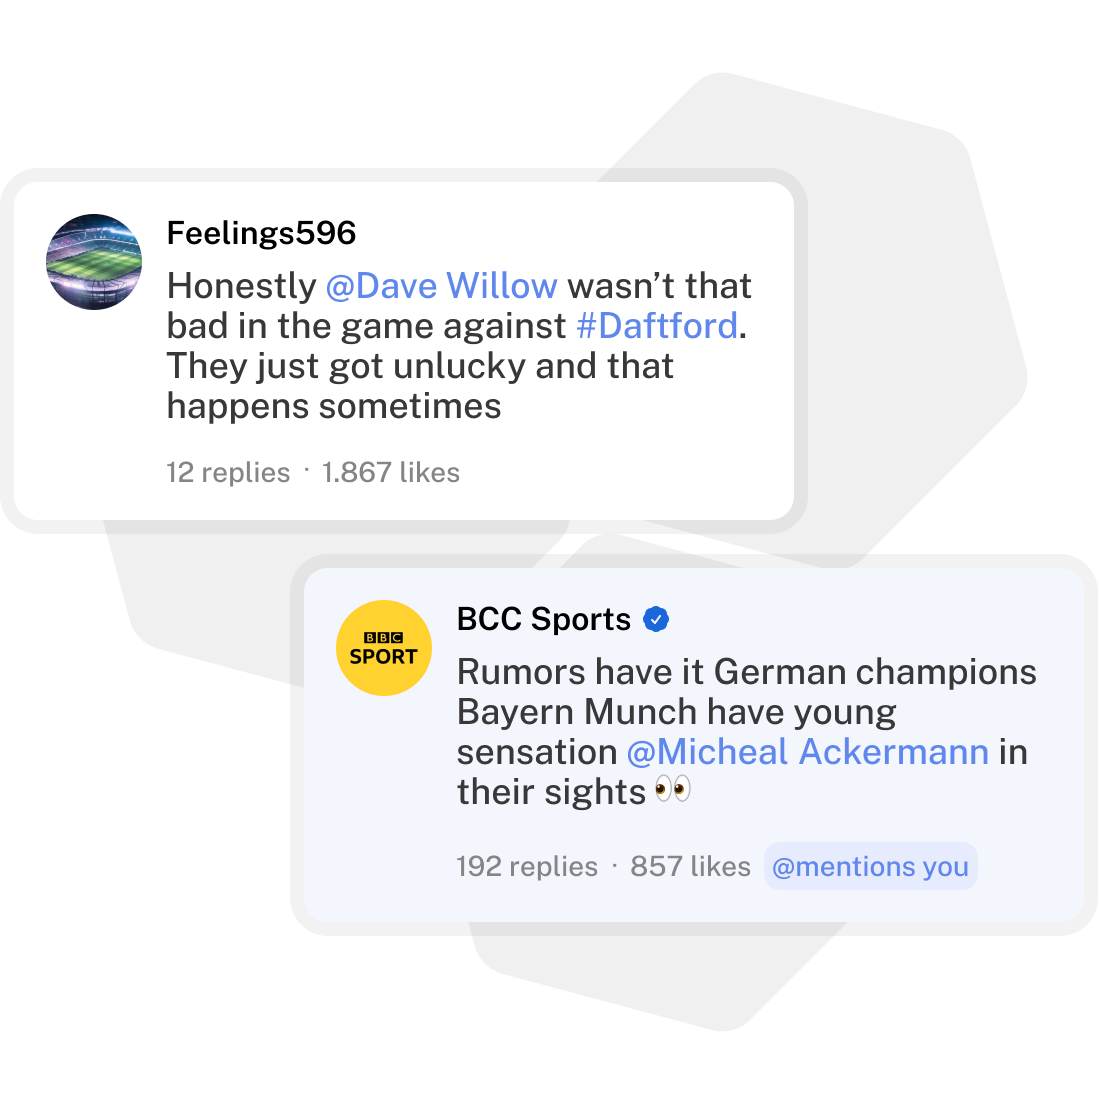 Feelings596
Honestly @Dave Willow wasn’t that
bad in the game against #Daftford.
They just got unlucky and that
happens sometimes
12 replies · 1.867 likes
BBC
SPORT
BCC Sports
Rumors have it German champions
Bayern Munch have young
sensation @Micheal Ackermann in
their sights 👀
192 replies · 857 likes @mentions you